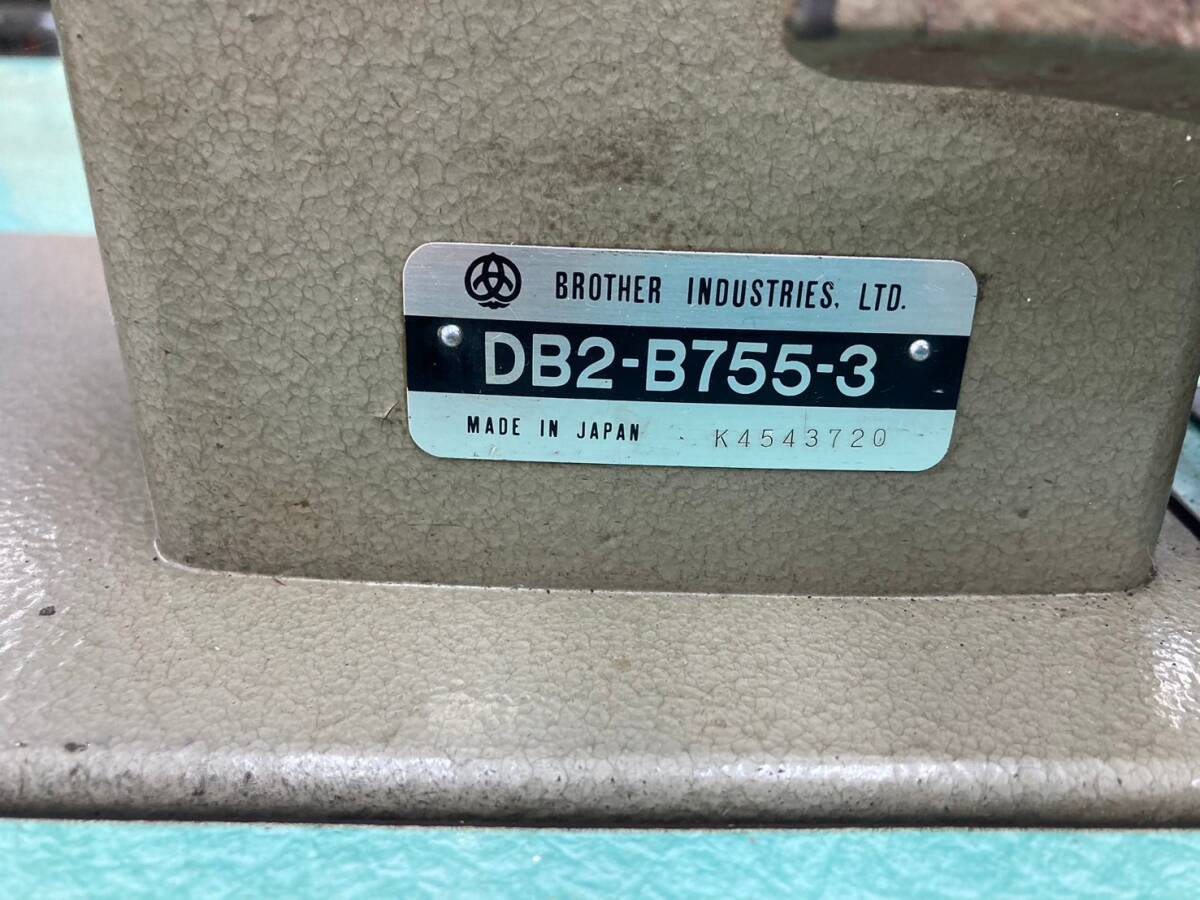 BROTHER INDUSTRIES, LTD.
DB2-B755-3
MADE IN JAPAN K4543720